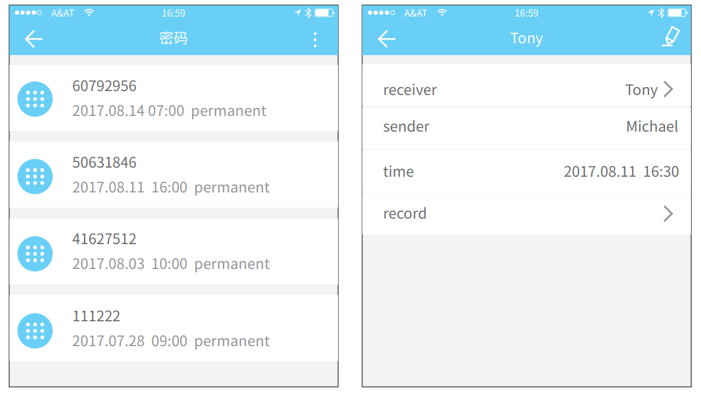 A&AT 16:59
密码
60792956
2017.08.14 07:00 permanent
50631846
2017.08.11 16:00 permanent
41627512
2017.08.03 10:00 permanent
111222
2017.07.28 09:00 permanent
A&AT 16:59
Tony
receiver Tony
sender Michael
time 2017.08.11 16:30
record